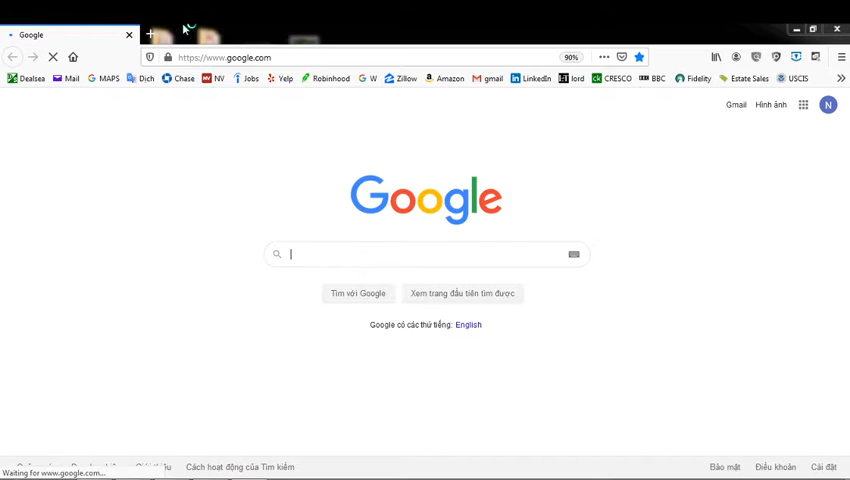 Google
https://www.google.com
90%
Dealsea Mail MAPS Dịch Chase NV Jobs Yelp Robinhood W Zillow Amazon gmail LinkedIn lord CRESCO BBC Fidelity Estate Sales USCIS
Gmail Hình ảnh N
Google
Tìm với Google Xem trang đầu tiên tìm được
Google có các thứ tiếng: English
Cách hoạt động của Tìm kiếm Bảo mật Điều khoản Cài đặt
Waiting for www.google.com...